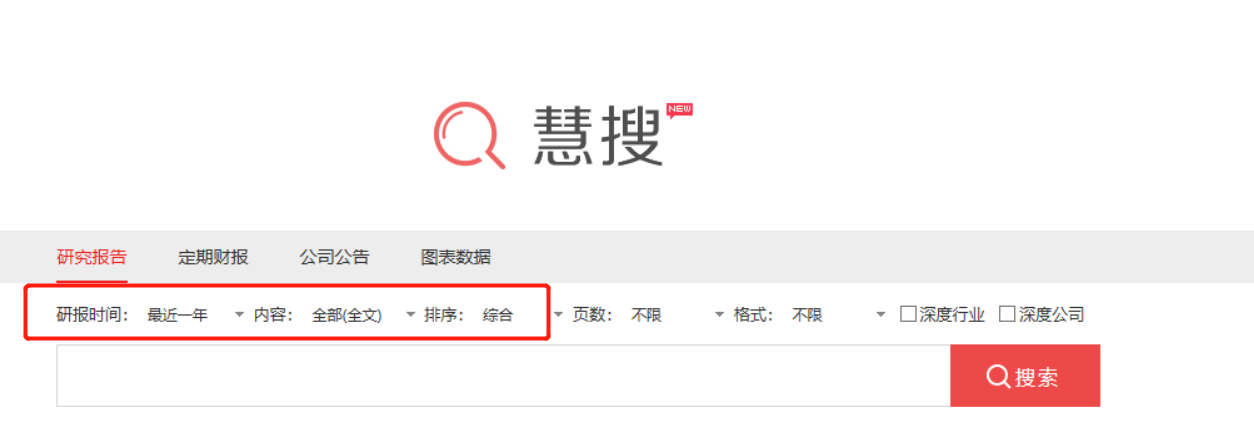 慧搜 NEW
研究报告 定期财报 公司公告 图表数据
研报时间： 最近一年 内容： 全部(全文) 排序： 综合 页数： 不限 格式： 不限 深度行业 深度公司
搜索